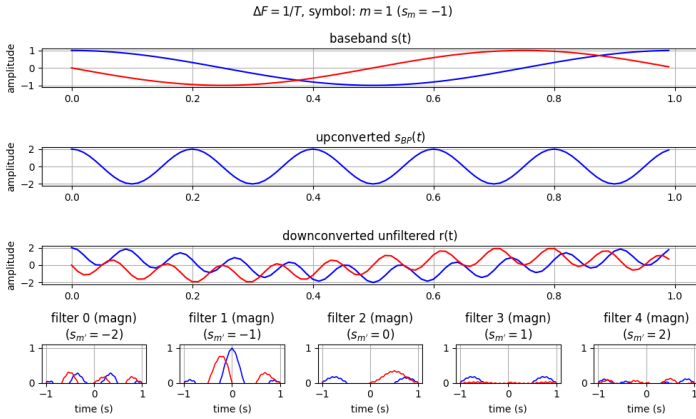 ΔF = 1/T, symbol: m = 1 (sₘ = −1)
baseband s(t)
amplitude
1
0
−1
0.0 0.2 0.4 0.6 0.8 1.0
upconverted s_BP(t)
amplitude
2
0
−2
0.0 0.2 0.4 0.6 0.8 1.0
downconverted unfiltered r(t)
amplitude
2
0
−2
0.0 0.2 0.4 0.6 0.8 1.0
filter 0 (magn) filter 1 (magn) filter 2 (magn) filter 3 (magn) filter 4 (magn)
(s_m' = −2) (s_m' = −1) (s_m' = 0) (s_m' = 1) (s_m' = 2)
1 1 1 1 1
0 0 0 0 0
−1 0 1 −1 0 1 −1 0 1 −1 0 1 −1 0 1
time (s) time (s) time (s) time (s) time (s)